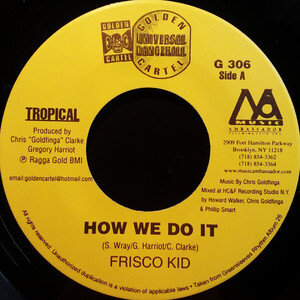 GOLDEN
CARTEL
GOLDEN
UNIVERSAL
DANCEHALL
CARTEL
G 306
Side A
TROPICAL
Produced by
Chris "Goldfinga" Clarke
Gregory Harriot
℗ Ragga Gold BMI
email:goldencartel@hotmail.com
MUSIC
AMBASSADOR
2909 Fort Hamilton Parkway
Brooklyn, NY 11218
(718) 854-3362
(718) 854-3364
www.musicambassador.com
Music By Chris Goldfinga
Mixed at HC&F Recording Studio N.Y.
by Howard Walker, Chris Goldfinga
& Phillip Smart
HOW WE DO IT
(S. Wray/G. Harriot/C. Clarke)
FRISCO KID
All rights reserved. Unauthorized duplication is a violation of applicable laws • Taken from Greensleeves Rhythm Album 25